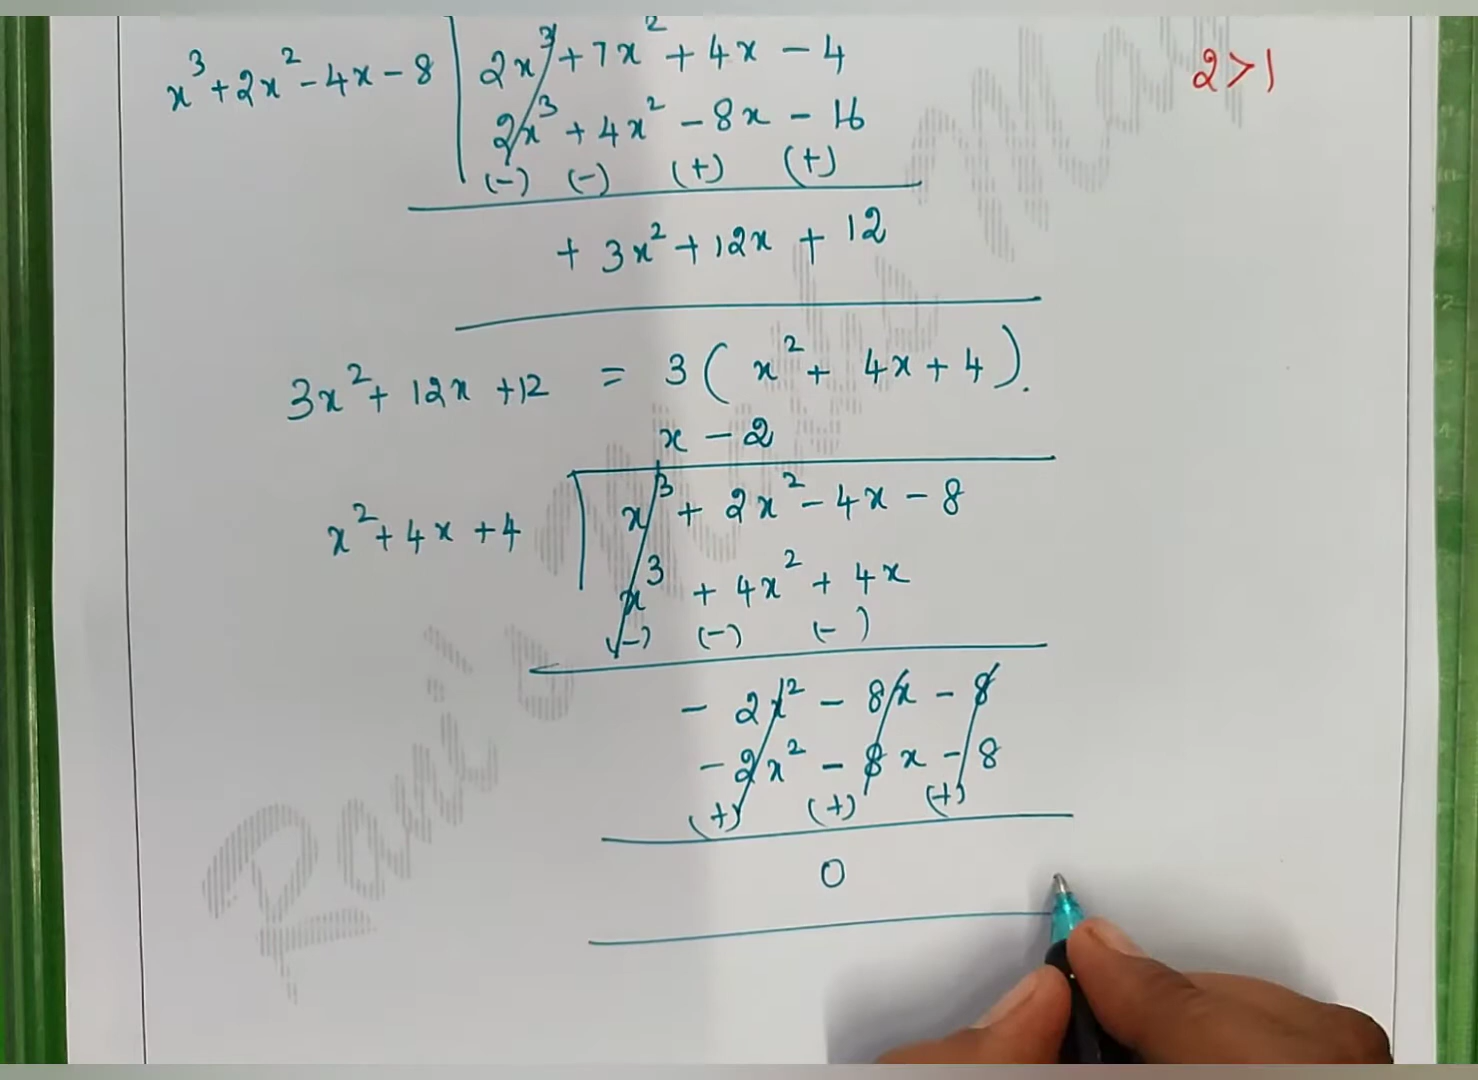 x³+2x²-4x-8 | 2x³+7x²+4x-4
2>1
2x³+4x²-8x-16
(-) (-) (+) (+)
+3x²+12x+12
3x²+12x+12 = 3(x²+4x+4).
x-2
x²+4x+4 | x³+2x²-4x-8
x³+4x²+4x
(-) (-) (-)
-2x²-8x-8
-2x²-8x-8
(+) (+) (+)
0